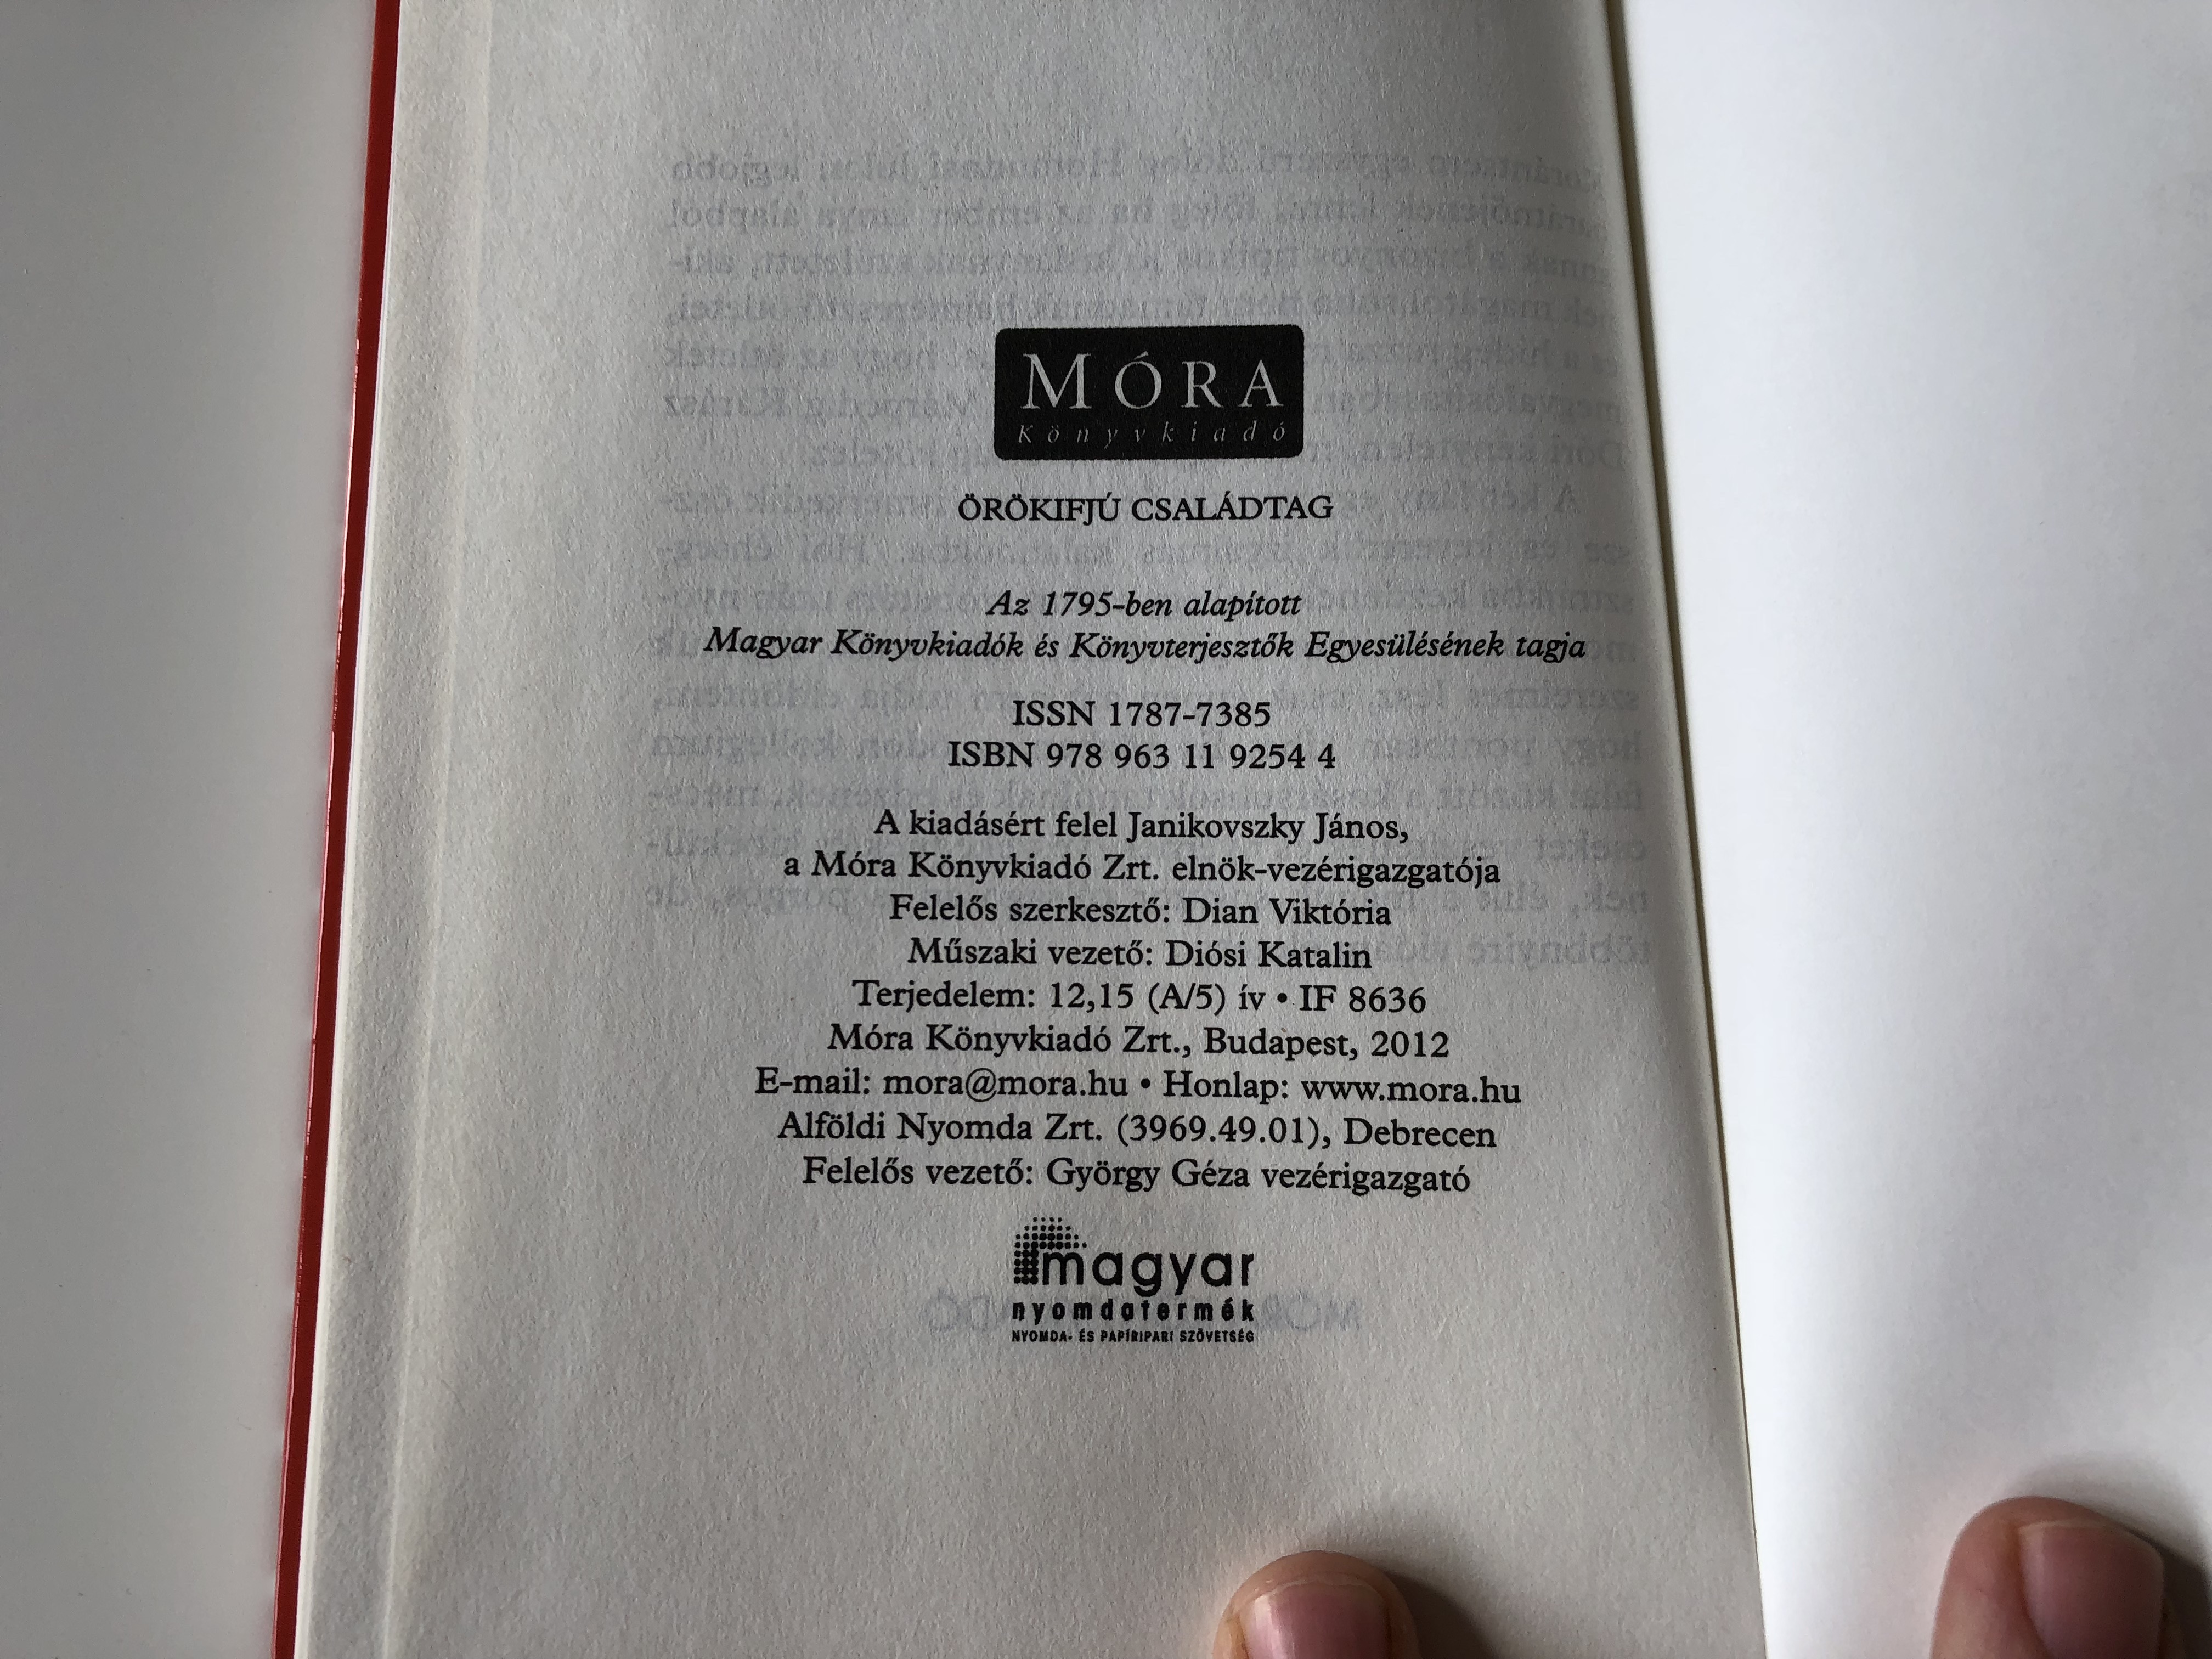 MÓRA
Könyvkiadó
ÖRÖKIFJÚ CSALÁDTAG
Az 1795-ben alapított
Magyar Könyvkiadók és Könyvterjesztők Egyesülésének tagja
ISSN 1787-7385
ISBN 978 963 11 9254 4
A kiadásért felel Janikovszky János,
a Móra Könyvkiadó Zrt. elnök-vezérigazgatója
Felelős szerkesztő: Dian Viktória
Műszaki vezető: Diósi Katalin
Terjedelem: 12,15 (A/5) ív • IF 8636
Móra Könyvkiadó Zrt., Budapest, 2012
E-mail: mora@mora.hu • Honlap: www.mora.hu
Alföldi Nyomda Zrt. (3969.49.01), Debrecen
Felelős vezető: György Géza vezérigazgató
magyar
nyomdatermék
NYOMDA- ÉS PAPÍRIPARI SZÖVETSÉG